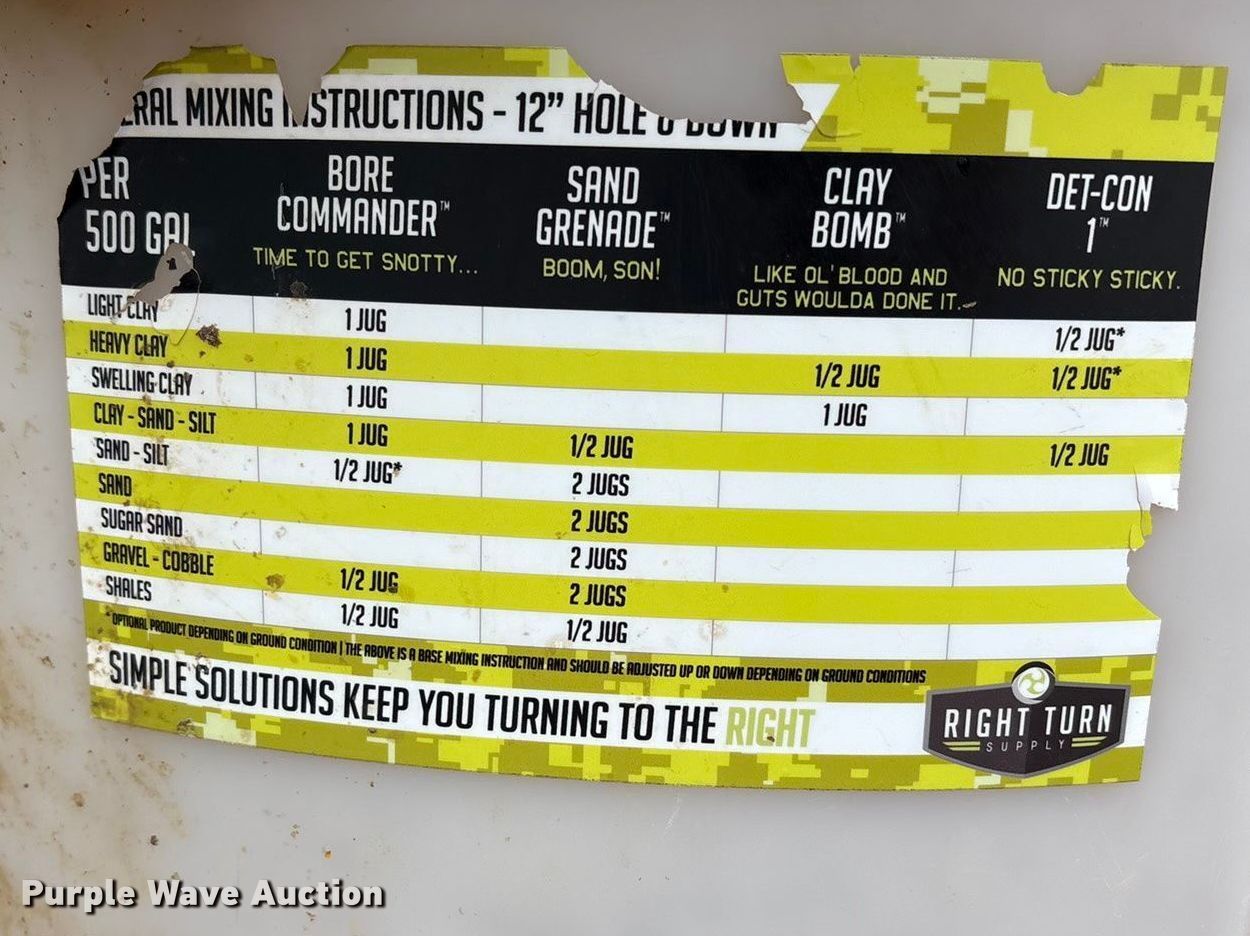 ERAL MIXING INSTRUCTIONS - 12” HOLE & DOWN
PER 500 GAL
BORE COMMANDER™
TIME TO GET SNOTTY...
SAND GRENADE™
BOOM, SON!
CLAY BOMB™
LIKE OL' BLOOD AND
GUTS WOULDA DONE IT.
DET-CON 1™
NO STICKY STICKY.
LIGHT CLAY 1 JUG 1/2 JUG*
HEAVY CLAY 1 JUG 1/2 JUG 1/2 JUG*
SWELLING CLAY 1 JUG 1 JUG
CLAY - SAND - SILT 1 JUG 1/2 JUG 1/2 JUG
SAND - SILT 1/2 JUG* 2 JUGS
SAND 2 JUGS
SUGAR SAND 2 JUGS
GRAVEL - COBBLE 1/2 JUG 2 JUGS
SHALES 1/2 JUG 1/2 JUG
* OPTIONAL PRODUCT DEPENDING ON GROUND CONDITION | THE ABOVE IS A BASE MIXING INSTRUCTION AND SHOULD BE ADJUSTED UP OR DOWN DEPENDING ON GROUND CONDITIONS
SIMPLE SOLUTIONS KEEP YOU TURNING TO THE RIGHT
RIGHT TURN
SUPPLY
Purple Wave Auction